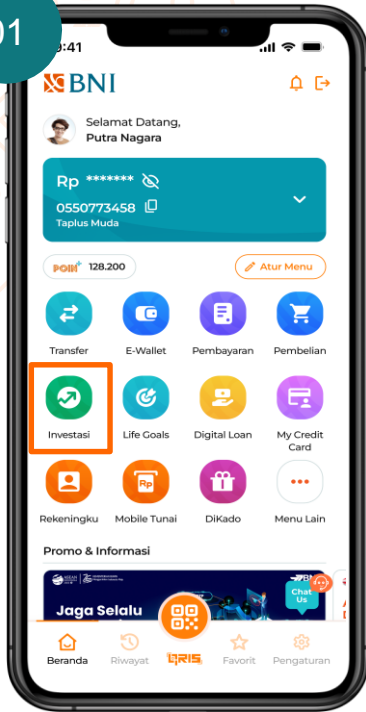 01
9:41
BNI
Selamat Datang,
Putra Nagara
Rp *******
0550773458
Taplus Muda
POIN+ 128.200
Atur Menu
Transfer
E-Wallet
Pembayaran
Pembelian
Investasi
Life Goals
Digital Loan
My Credit
Card
Rekeningku
Rp
Mobile Tunai
DiKado
Menu Lain
Promo & Informasi
Jaga Selalu
Chat
Us
Beranda
Riwayat
QRIS
Favorit
Pengaturan